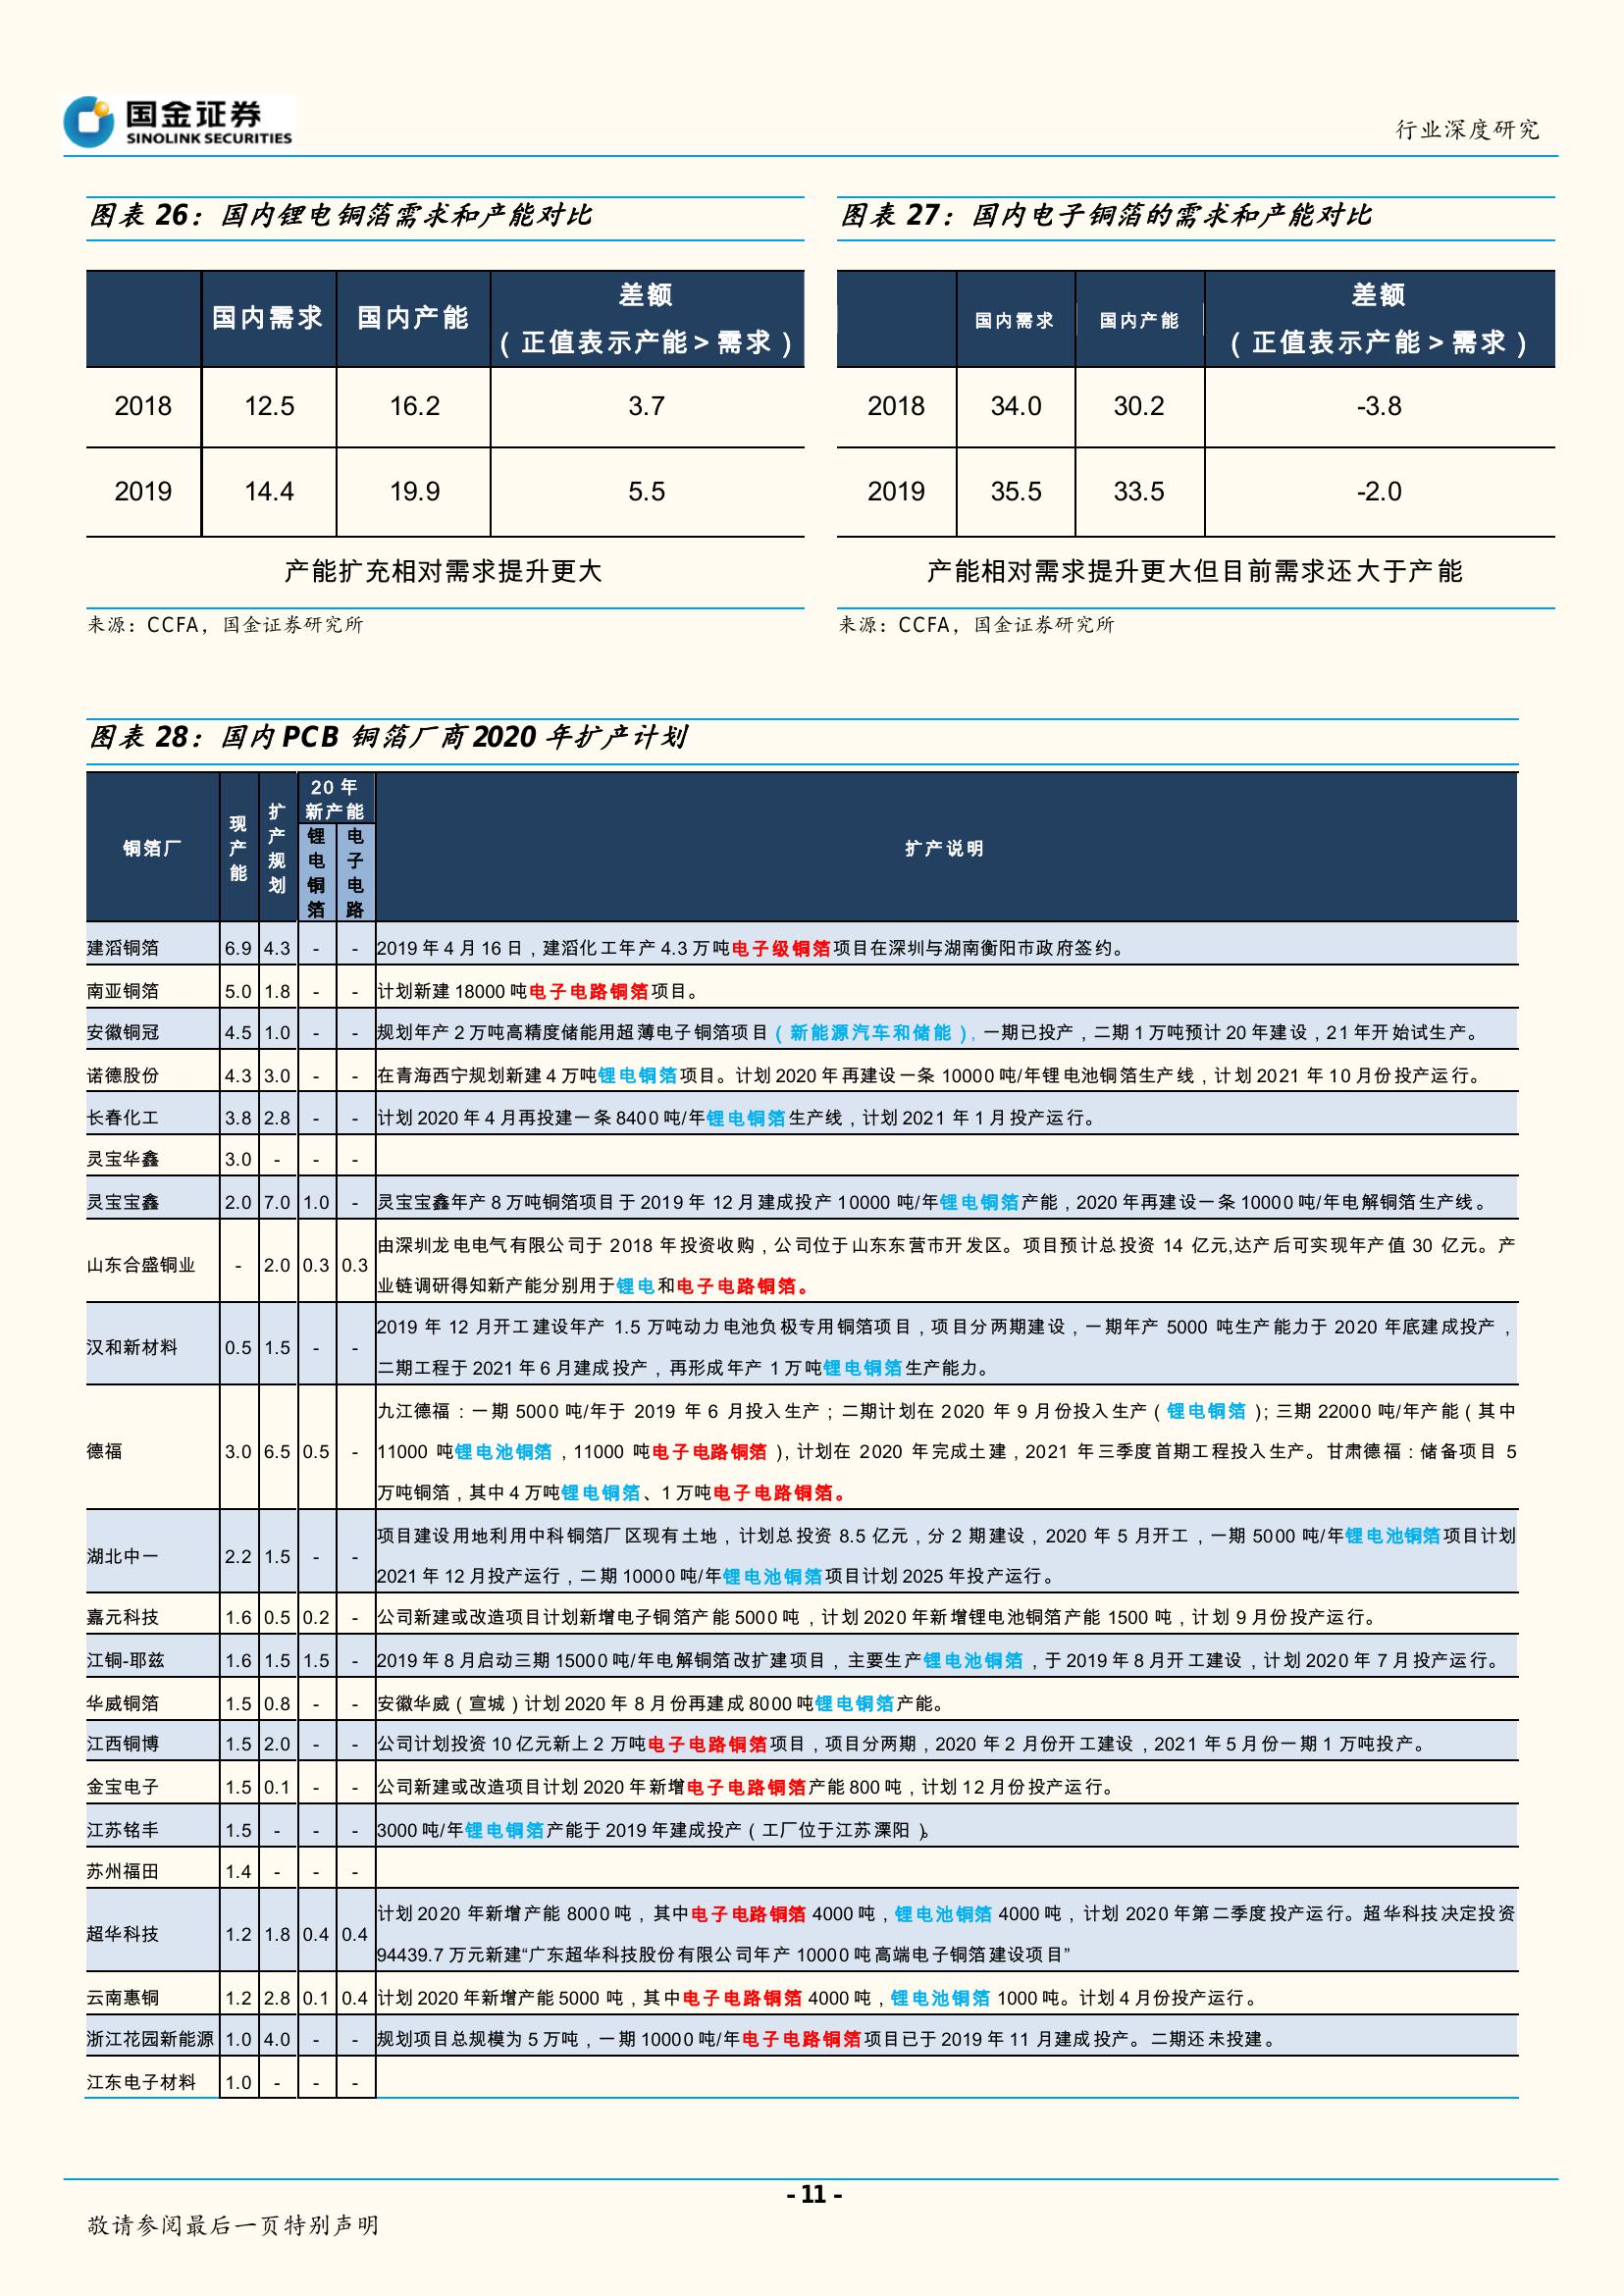 国金证券
SINOLINK SECURITIES
行业深度研究
图表 26：国内锂电铜箔需求和产能对比
国内需求 国内产能 差额
（正值表示产能>需求）
2018 12.5 16.2 3.7
2019 14.4 19.9 5.5
产能扩充相对需求提升更大
来源：CCFA，国金证券研究所
图表 27：国内电子铜箔的需求和产能对比
国内需求 国内产能 差额
（正值表示产能>需求）
2018 34.0 30.2 -3.8
2019 35.5 33.5 -2.0
产能相对需求提升更大但目前需求还大于产能
来源：CCFA，国金证券研究所
图表 28：国内 PCB 铜箔厂商 2020 年扩产计划
铜箔厂 现产能 扩产规划 20 年新产能 扩产说明
锂电铜箔 电子电路
建滔铜箔 6.9 4.3 - - 2019 年 4 月 16 日，建滔化工年产 4.3 万吨电子级铜箔项目在深圳与湖南衡阳市政府签约。
南亚铜箔 5.0 1.8 - - 计划新建 18000 吨电子电路铜箔项目。
安徽铜冠 4.5 1.0 - - 规划年产 2 万吨高精度储能用超薄电子铜箔项目（新能源汽车和储能），一期已投产，二期 1 万吨预计 20 年建设，21 年开始试生产。
诺德股份 4.3 3.0 - - 在青海西宁规划新建 4 万吨锂电铜箔项目。计划 2020 年再建设一条 10000 吨/年锂电池铜箔生产线，计划 2021 年 10 月份投产运行。
长春化工 3.8 2.8 - - 计划 2020 年 4 月再投建一条 8400 吨/年锂电铜箔生产线，计划 2021 年 1 月投产运行。
灵宝华鑫 3.0 - - -
灵宝宝鑫 2.0 7.0 1.0 - 灵宝宝鑫年产 8 万吨铜箔项目于 2019 年 12 月建成投产 10000 吨/年锂电铜箔产能，2020 年再建设一条 10000 吨/年电解铜箔生产线。
山东合盛铜业 - 2.0 0.3 0.3 由深圳龙电电气有限公司于 2018 年投资收购，公司位于山东东营市开发区。项目预计总投资 14 亿元,达产后可实现年产值 30 亿元。产
业链调研得知新产能分别用于锂电和电子电路铜箔。
汉和新材料 0.5 1.5 - - 2019 年 12 月开工建设年产 1.5 万吨动力电池负极专用铜箔项目，项目分两期建设，一期年产 5000 吨生产能力于 2020 年底建成投产，
二期工程于 2021 年 6 月建成投产，再形成年产 1 万吨锂电铜箔生产能力。
德福 3.0 6.5 0.5 - 九江德福：一期 5000 吨/年于 2019 年 6 月投入生产；二期计划在 2020 年 9 月份投入生产（锂电铜箔）；三期 22000 吨/年产能（其中
11000 吨锂电池铜箔，11000 吨电子电路铜箔），计划在 2020 年完成土建，2021 年三季度首期工程投入生产。甘肃德福：储备项目 5
万吨铜箔，其中 4 万吨锂电铜箔、1 万吨电子电路铜箔。
湖北中一 2.2 1.5 - - 项目建设用地利用中科铜箔厂区现有土地，计划总投资 8.5 亿元，分 2 期建设，2020 年 5 月开工，一期 5000 吨/年锂电池铜箔项目计划
2021 年 12 月投产运行，二期 10000 吨/年锂电池铜箔项目计划 2025 年投产运行。
嘉元科技 1.6 0.5 0.2 - 公司新建或改造项目计划新增电子铜箔产能 5000 吨，计划 2020 年新增锂电池铜箔产能 1500 吨，计划 9 月份投产运行。
江铜-耶兹 1.6 1.5 1.5 - 2019 年 8 月启动三期 15000 吨/年电解铜箔改扩建项目，主要生产锂电池铜箔，于 2019 年 8 月开工建设，计划 2020 年 7 月投产运行。
华威铜箔 1.5 0.8 - - 安徽华威（宣城）计划 2020 年 8 月份再建成 8000 吨锂电铜箔产能。
江西铜博 1.5 2.0 - - 公司计划投资 10 亿元新上 2 万吨电子电路铜箔项目，项目分两期，2020 年 2 月份开工建设，2021 年 5 月份一期 1 万吨投产。
金宝电子 1.5 0.1 - - 公司新建或改造项目计划 2020 年新增电子电路铜箔产能 800 吨，计划 12 月份投产运行。
江苏铭丰 1.5 - - - 3000 吨/年锂电铜箔产能于 2019 年建成投产（工厂位于江苏溧阳）。
苏州福田 1.4 - - -
超华科技 1.2 1.8 0.4 0.4 计划 2020 年新增产能 8000 吨，其中电子电路铜箔 4000 吨，锂电池铜箔 4000 吨，计划 2020 年第二季度投产运行。超华科技决定投资
94439.7 万元新建“广东超华科技股份有限公司年产 10000 吨高端电子铜箔建设项目”
云南惠铜 1.2 2.8 0.1 0.4 计划 2020 年新增产能 5000 吨，其中电子电路铜箔 4000 吨，锂电池铜箔 1000 吨。计划 4 月份投产运行。
浙江花园新能源 1.0 4.0 - - 规划项目总规模为 5 万吨，一期 10000 吨/年电子电路铜箔项目已于 2019 年 11 月建成投产。二期还未投建。
江东电子材料 1.0 - - -
- 11 -
敬请参阅最后一页特别声明